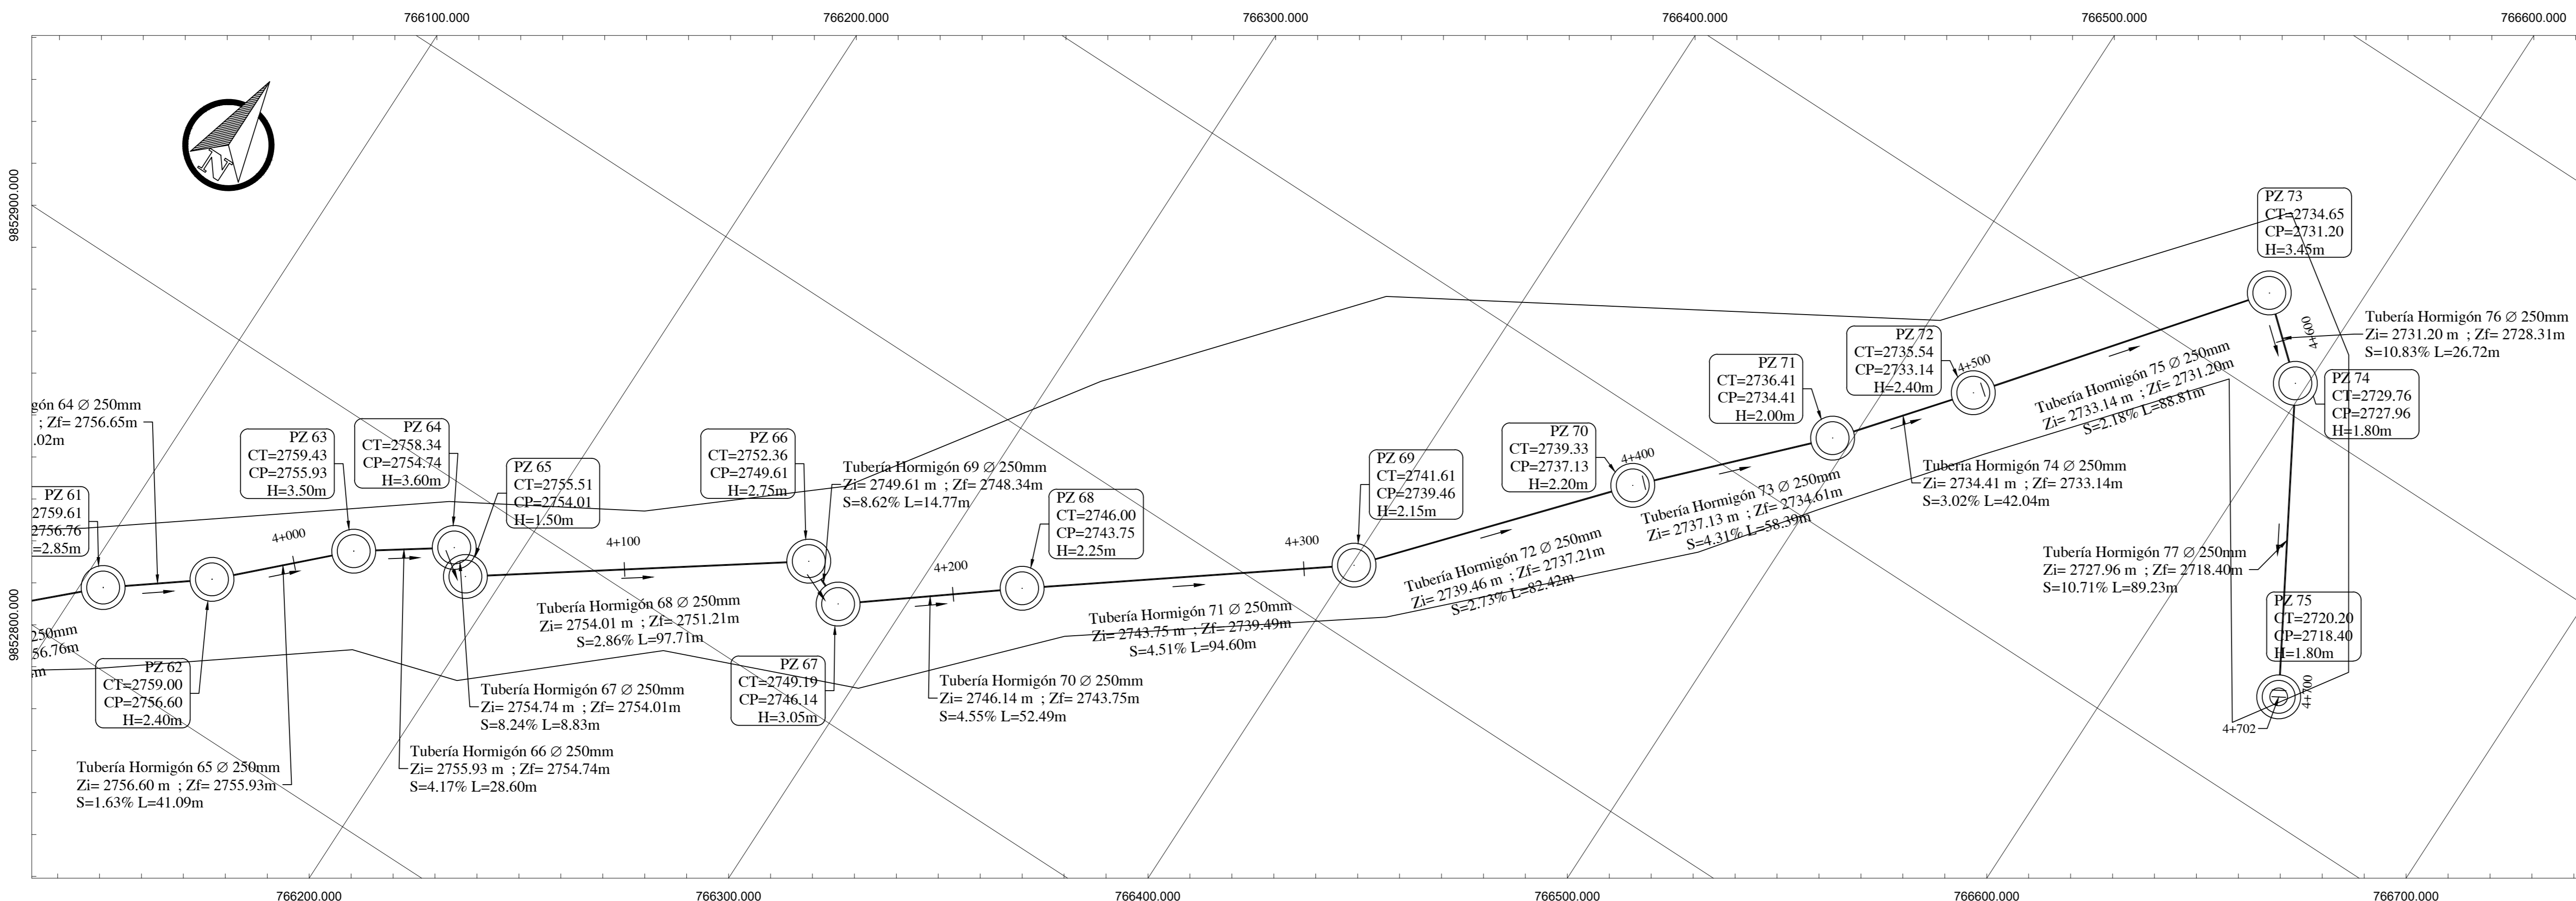 766100.000
766200.000
766300.000
766400.000
766500.000
766600.000
9852900.000
9852800.000
N
gón 64 ∅ 250mm
; Zf= 2756.65m
.02m
PZ 61
2759.61
2756.76
=2.85m
250mm
56.76m
m
PZ 62
CT=2759.00
CP=2756.60
H=2.40m
Tubería Hormigón 65 ∅ 250mm
Zi= 2756.60 m ; Zf= 2755.93m
S=1.63% L=41.09m
4+000
PZ 63
CT=2759.43
CP=2755.93
H=3.50m
PZ 64
CT=2758.34
CP=2754.74
H=3.60m
PZ 65
CT=2755.51
CP=2754.01
H=1.50m
Tubería Hormigón 66 ∅ 250mm
Zi= 2755.93 m ; Zf= 2754.74m
S=4.17% L=28.60m
Tubería Hormigón 67 ∅ 250mm
Zi= 2754.74 m ; Zf= 2754.01m
S=8.24% L=8.83m
4+100
Tubería Hormigón 68 ∅ 250mm
Zi= 2754.01 m ; Zf= 2751.21m
S=2.86% L=97.71m
PZ 66
CT=2752.36
CP=2749.61
H=2.75m
Tubería Hormigón 69 ∅ 250mm
Zi= 2749.61 m ; Zf= 2748.34m
S=8.62% L=14.77m
PZ 67
CT=2749.19
CP=2746.14
H=3.05m
4+200
Tubería Hormigón 70 ∅ 250mm
Zi= 2746.14 m ; Zf= 2743.75m
S=4.55% L=52.49m
PZ 68
CT=2746.00
CP=2743.75
H=2.25m
Tubería Hormigón 71 ∅ 250mm
Zi= 2743.75 m ; Zf= 2739.49m
S=4.51% L=94.60m
4+300
PZ 69
CT=2741.61
CP=2739.46
H=2.15m
Tubería Hormigón 72 ∅ 250mm
Zi= 2739.46 m ; Zf= 2737.21m
S=2.73% L=82.42m
PZ 70
CT=2739.33
CP=2737.13
H=2.20m
4+400
Tubería Hormigón 73 ∅ 250mm
Zi= 2737.13 m ; Zf= 2734.61m
S=4.31% L=58.39m
PZ 71
CT=2736.41
CP=2734.41
H=2.00m
Tubería Hormigón 74 ∅ 250mm
Zi= 2734.41 m ; Zf= 2733.14m
S=3.02% L=42.04m
PZ 72
CT=2735.54
CP=2733.14
H=2.40m
4+500
Tubería Hormigón 75 ∅ 250mm
Zi= 2733.14 m ; Zf= 2731.20m
S=2.18% L=88.81m
PZ 73
CT=2734.65
CP=2731.20
H=3.45m
4+600
Tubería Hormigón 76 ∅ 250mm
Zi= 2731.20 m ; Zf= 2728.31m
S=10.83% L=26.72m
PZ 74
CT=2729.76
CP=2727.96
H=1.80m
Tubería Hormigón 77 ∅ 250mm
Zi= 2727.96 m ; Zf= 2718.40m
S=10.71% L=89.23m
PZ 75
CT=2720.20
CP=2718.40
H=1.80m
4+700
4+702
766200.000
766300.000
766400.000
766500.000
766600.000
766700.000